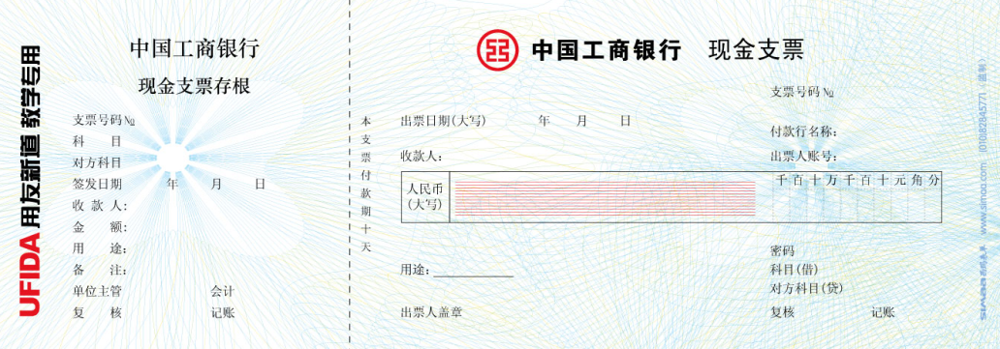 UFIDA 用友新道 教学专用
中国工商银行
现金支票存根
支票号码№
科 目
对方科目
签发日期 年 月 日
收 款 人:
金 额:
用 途:
备 注:
单位主管 会计
复 核 记账
本支票付款期十天
中国工商银行 现金支票
支票号码 №
出票日期(大写) 年 月 日
付款行名称:
收款人:
出票人账号:
人民币
(大写)
千 百 十 万 千 百 十 元 角 分
密码
用途:
科目(借)
对方科目(贷)
出票人盖章
复核 记账
www.simaa.com (010)82845771 监制